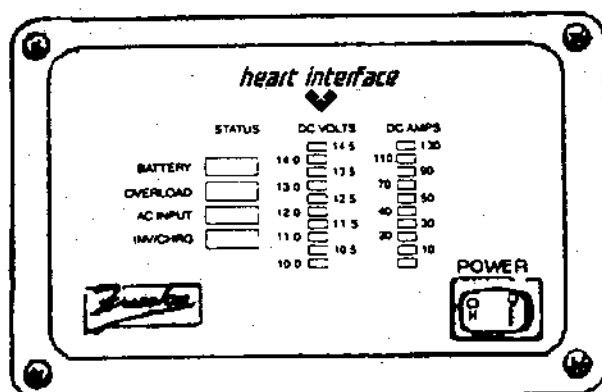 heart interface
STATUS DC VOLTS DC AMPS
14.5 130
14.0 110
BATTERY 13.5 90
OVERLOAD 13.0 70
12.5 50
AC INPUT 12.0 40
11.5 30
INV/CHRG 11.0 20
10.5 10
10.0
POWER